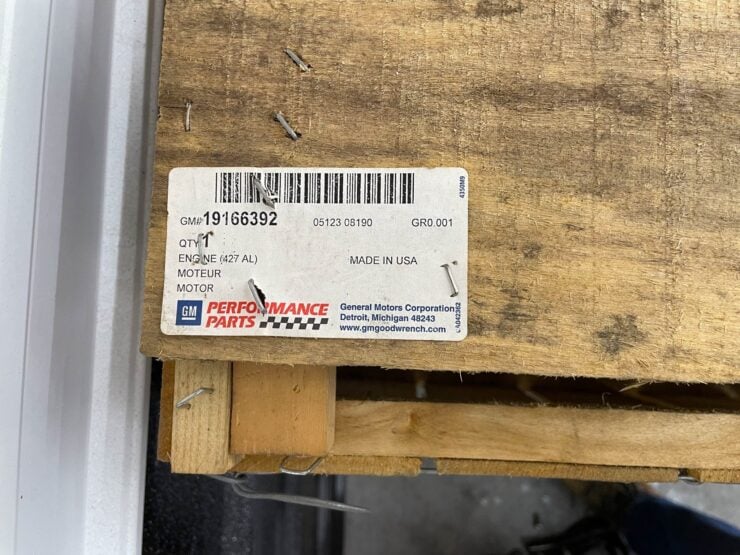 GM# 19166392 05123 08190 GR0.001
QTY 1
ENGINE (427 AL) MADE IN USA
MOTEUR
MOTOR
GM PERFORMANCE PARTS
General Motors Corporation
Detroit, Michigan 48243
www.gmgoodwrench.com